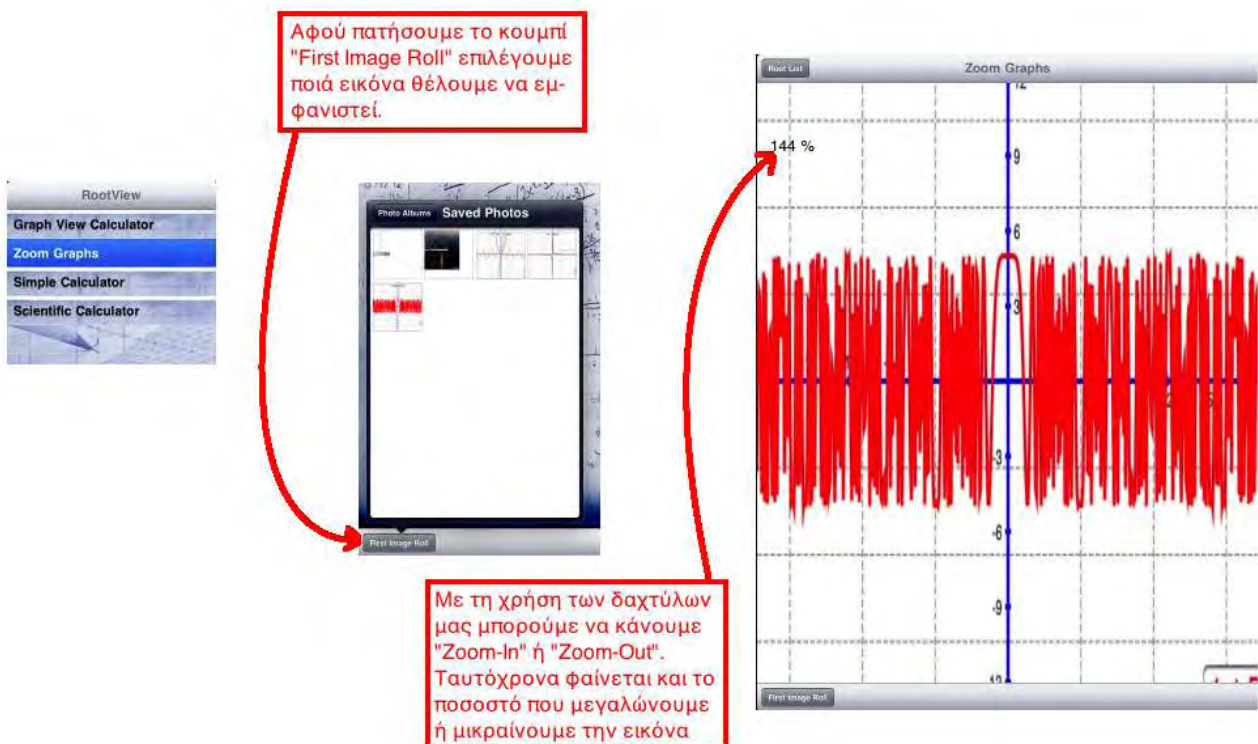 Αφού πατήσουμε το κουμπί
"First Image Roll" επιλέγουμε
ποιά εικόνα θέλουμε να εμ-
φανιστεί.
RootView
Graph View Calculator
Zoom Graphs
Simple Calculator
Scientific Calculator
Photo Albums Saved Photos
First Image Roll
Root List Zoom Graphs
144 %
12
9
6
3
-3
-6
-9
First Image Roll
Με τη χρήση των δαχτύλων
μας μπορούμε να κάνουμε
"Zoom-In" ή "Zoom-Out".
Ταυτόχρονα φαίνεται και το
ποσοστό που μεγαλώνουμε
ή μικραίνουμε την εικόνα